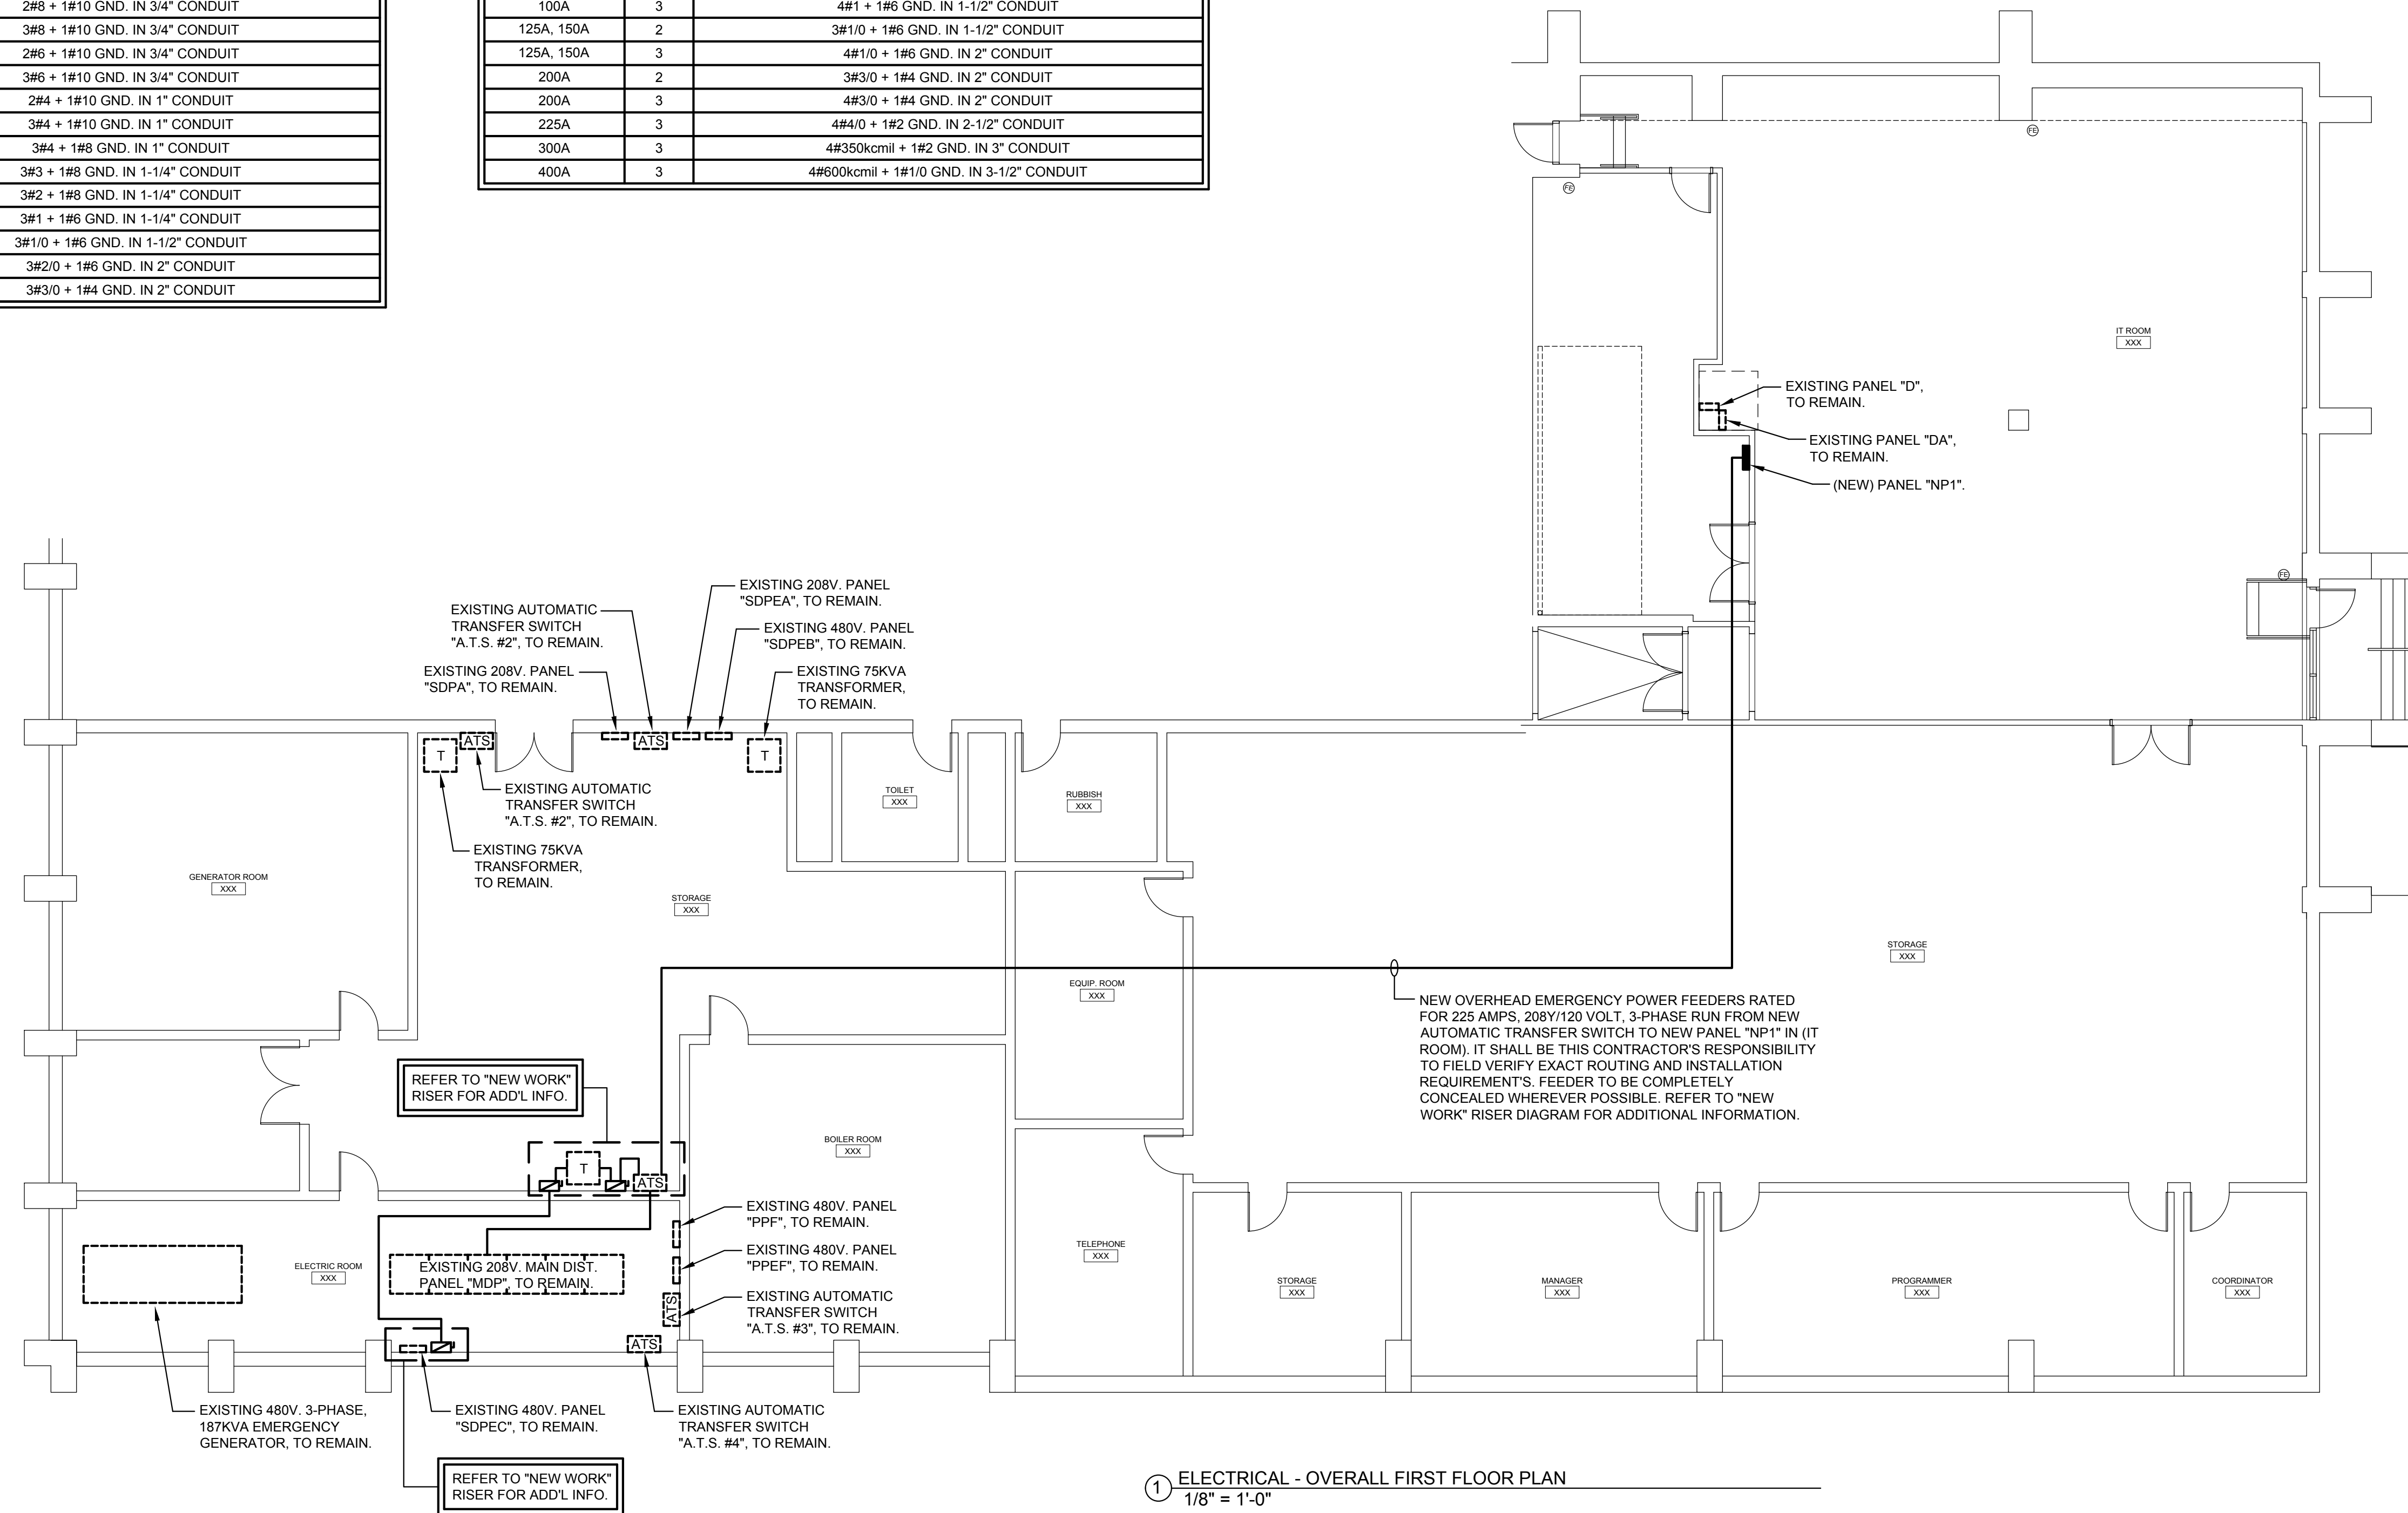 2#8 + 1#10 GND. IN 3/4" CONDUIT
3#8 + 1#10 GND. IN 3/4" CONDUIT
2#6 + 1#10 GND. IN 3/4" CONDUIT
3#6 + 1#10 GND. IN 3/4" CONDUIT
2#4 + 1#10 GND. IN 1" CONDUIT
3#4 + 1#10 GND. IN 1" CONDUIT
3#4 + 1#8 GND. IN 1" CONDUIT
3#3 + 1#8 GND. IN 1-1/4" CONDUIT
3#2 + 1#8 GND. IN 1-1/4" CONDUIT
3#1 + 1#6 GND. IN 1-1/4" CONDUIT
3#1/0 + 1#6 GND. IN 1-1/2" CONDUIT
3#2/0 + 1#6 GND. IN 2" CONDUIT
3#3/0 + 1#4 GND. IN 2" CONDUIT
100A 3 4#1 + 1#6 GND. IN 1-1/2" CONDUIT
125A, 150A 2 3#1/0 + 1#6 GND. IN 1-1/2" CONDUIT
125A, 150A 3 4#1/0 + 1#6 GND. IN 2" CONDUIT
200A 2 3#3/0 + 1#4 GND. IN 2" CONDUIT
200A 3 4#3/0 + 1#4 GND. IN 2" CONDUIT
225A 3 4#4/0 + 1#2 GND. IN 2-1/2" CONDUIT
300A 3 4#350kcmil + 1#2 GND. IN 3" CONDUIT
400A 3 4#600kcmil + 1#1/0 GND. IN 3-1/2" CONDUIT
FE
FE
IT ROOM
XXX
EXISTING PANEL "D",
TO REMAIN.
EXISTING PANEL "DA",
TO REMAIN.
(NEW) PANEL "NP1".
FE
EXISTING 208V. PANEL
"SDPEA", TO REMAIN.
EXISTING AUTOMATIC
TRANSFER SWITCH
"A.T.S. #2", TO REMAIN.
EXISTING 480V. PANEL
"SDPEB", TO REMAIN.
EXISTING 208V. PANEL
"SDPA", TO REMAIN.
EXISTING 75KVA
TRANSFORMER,
TO REMAIN.
T
ATS
ATS
T
EXISTING AUTOMATIC
TRANSFER SWITCH
"A.T.S. #2", TO REMAIN.
EXISTING 75KVA
TRANSFORMER,
TO REMAIN.
TOILET
XXX
RUBBISH
XXX
GENERATOR ROOM
XXX
STORAGE
XXX
STORAGE
XXX
EQUIP. ROOM
XXX
NEW OVERHEAD EMERGENCY POWER FEEDERS RATED
FOR 225 AMPS, 208Y/120 VOLT, 3-PHASE RUN FROM NEW
AUTOMATIC TRANSFER SWITCH TO NEW PANEL "NP1" IN (IT
ROOM). IT SHALL BE THIS CONTRACTOR'S RESPONSIBILITY
TO FIELD VERIFY EXACT ROUTING AND INSTALLATION
REQUIREMENT'S. FEEDER TO BE COMPLETELY
CONCEALED WHEREVER POSSIBLE. REFER TO "NEW
WORK" RISER DIAGRAM FOR ADDITIONAL INFORMATION.
REFER TO "NEW WORK"
RISER FOR ADD'L INFO.
BOILER ROOM
XXX
T
ATS
EXISTING 480V. PANEL
"PPF", TO REMAIN.
EXISTING 480V. PANEL
"PPEF", TO REMAIN.
EXISTING AUTOMATIC
TRANSFER SWITCH
"A.T.S. #3", TO REMAIN.
ELECTRIC ROOM
XXX
EXISTING 208V. MAIN DIST.
PANEL "MDP", TO REMAIN.
ATS
ATS
TELEPHONE
XXX
STORAGE
XXX
MANAGER
XXX
PROGRAMMER
XXX
COORDINATOR
XXX
EXISTING 480V. 3-PHASE,
187KVA EMERGENCY
GENERATOR, TO REMAIN.
EXISTING 480V. PANEL
"SDPEC", TO REMAIN.
EXISTING AUTOMATIC
TRANSFER SWITCH
"A.T.S. #4", TO REMAIN.
REFER TO "NEW WORK"
RISER FOR ADD'L INFO.
1 ELECTRICAL - OVERALL FIRST FLOOR PLAN
1/8" = 1'-0"